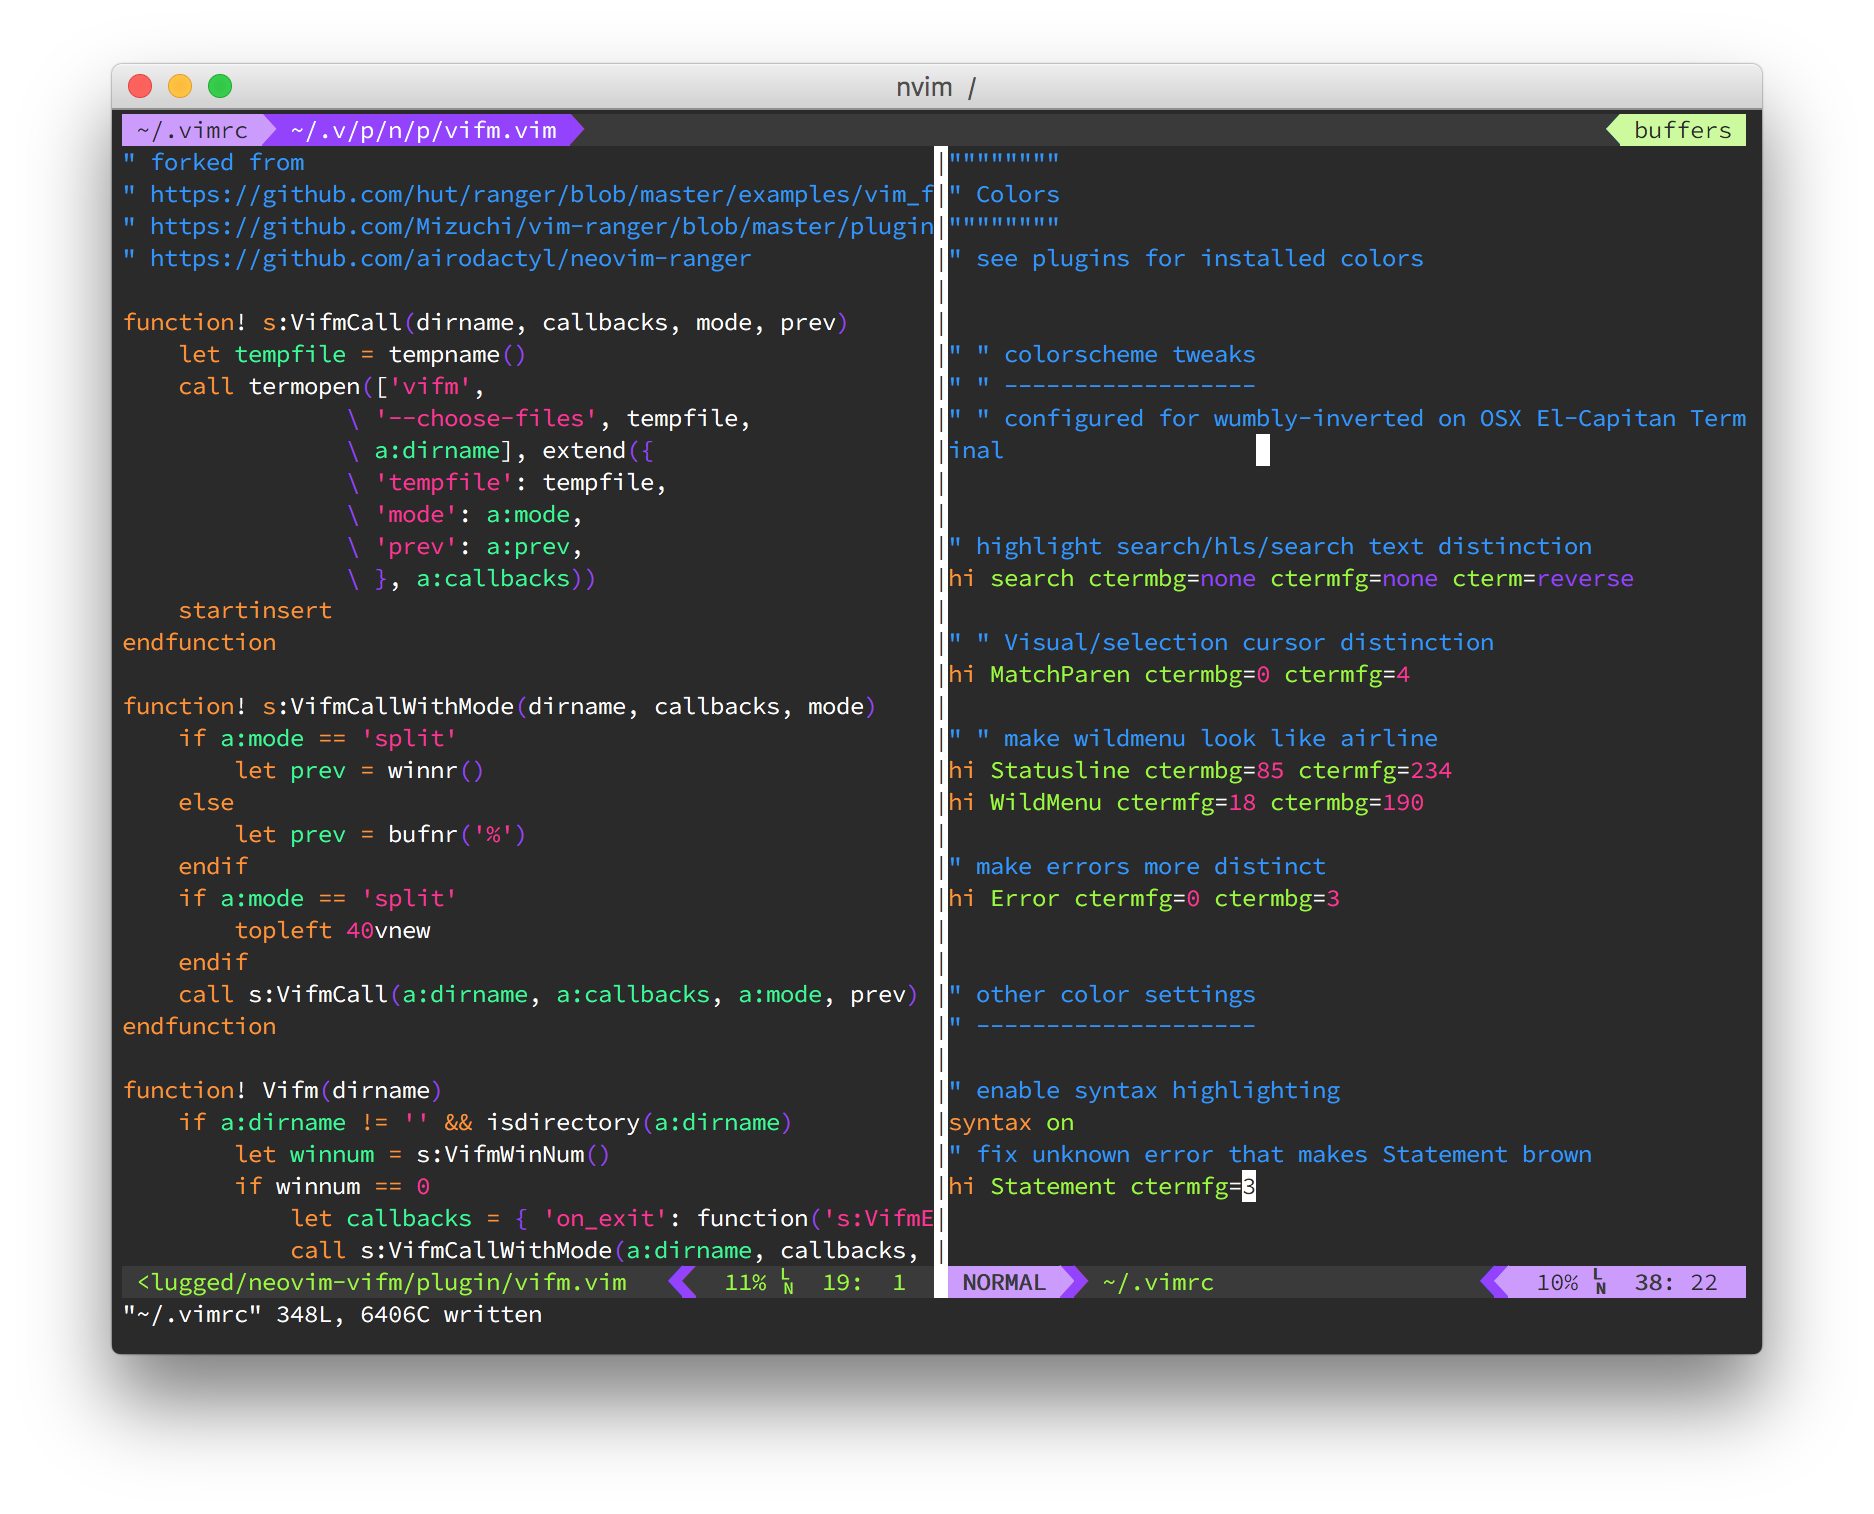 nvim /
~/.vimrc ~/.v/p/n/p/vifm.vim buffers
" forked from
" https://github.com/hut/ranger/blob/master/examples/vim_f
" https://github.com/Mizuchi/vim-ranger/blob/master/plugin
" https://github.com/airodactyl/neovim-ranger

function! s:VifmCall(dirname, callbacks, mode, prev)
    let tempfile = tempname()
    call termopen(['vifm',
                \ '--choose-files', tempfile,
                \ a:dirname], extend({
                \ 'tempfile': tempfile,
                \ 'mode': a:mode,
                \ 'prev': a:prev,
                \ }, a:callbacks))
    startinsert
endfunction

function! s:VifmCallWithMode(dirname, callbacks, mode)
    if a:mode == 'split'
        let prev = winnr()
    else
        let prev = bufnr('%')
    endif
    if a:mode == 'split'
        topleft 40vnew
    endif
    call s:VifmCall(a:dirname, a:callbacks, a:mode, prev)
endfunction

function! Vifm(dirname)
    if a:dirname != '' && isdirectory(a:dirname)
        let winnum = s:VifmWinNum()
        if winnum == 0
            let callbacks = { 'on_exit': function('s:VifmE
            call s:VifmCallWithMode(a:dirname, callbacks,
<lugged/neovim-vifm/plugin/vifm.vim 11% LN 19: 1
""""""""
" Colors
""""""""
" see plugins for installed colors

" " colorscheme tweaks
" " ------------------
" " configured for wumbly-inverted on OSX El-Capitan Term
inal

" highlight search/hls/search text distinction
hi search ctermbg=none ctermfg=none cterm=reverse

" " Visual/selection cursor distinction
hi MatchParen ctermbg=0 ctermfg=4

" " make wildmenu look like airline
hi Statusline ctermbg=85 ctermfg=234
hi WildMenu ctermfg=18 ctermbg=190

" make errors more distinct
hi Error ctermfg=0 ctermbg=3

" other color settings
" --------------------

" enable syntax highlighting
syntax on
" fix unknown error that makes Statement brown
hi Statement ctermfg=3
NORMAL ~/.vimrc 10% LN 38: 22
"~/.vimrc" 348L, 6406C written